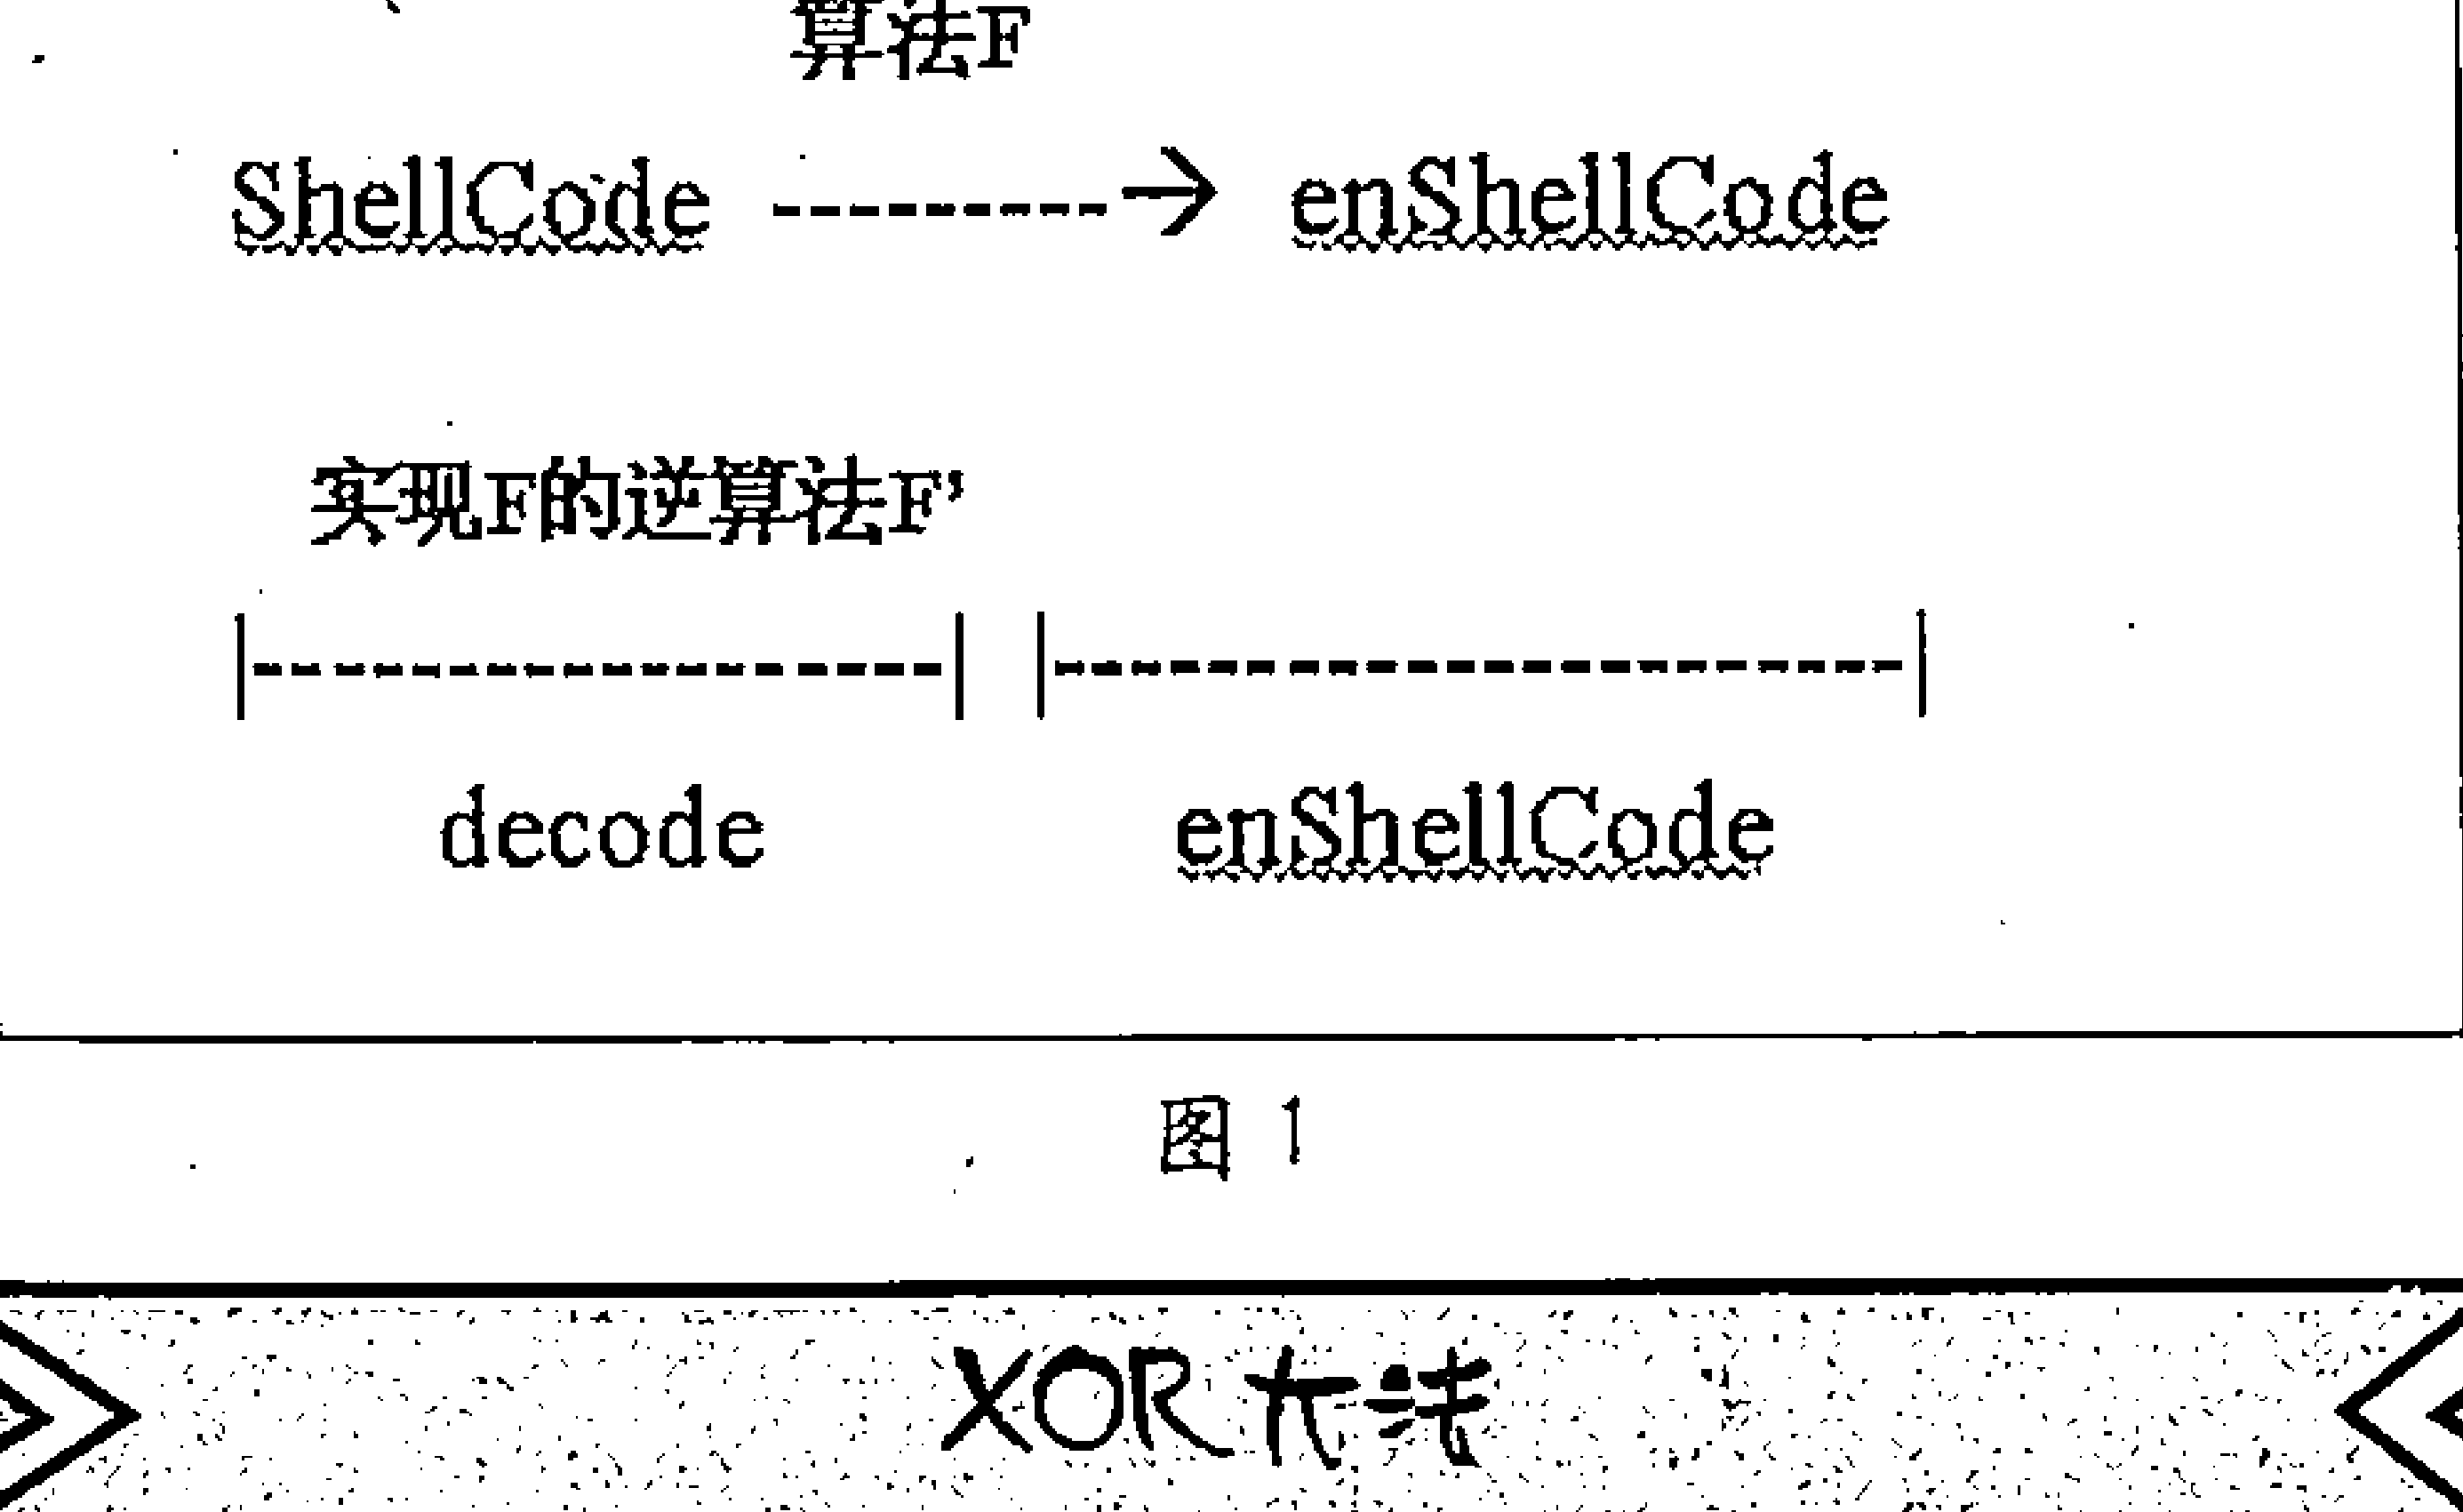 算法F
ShellCode ---------→ enShellCode
实现F的逆算法F’
|------------------| |----------------------|
decode enShellCode
图 1
XOR 大法